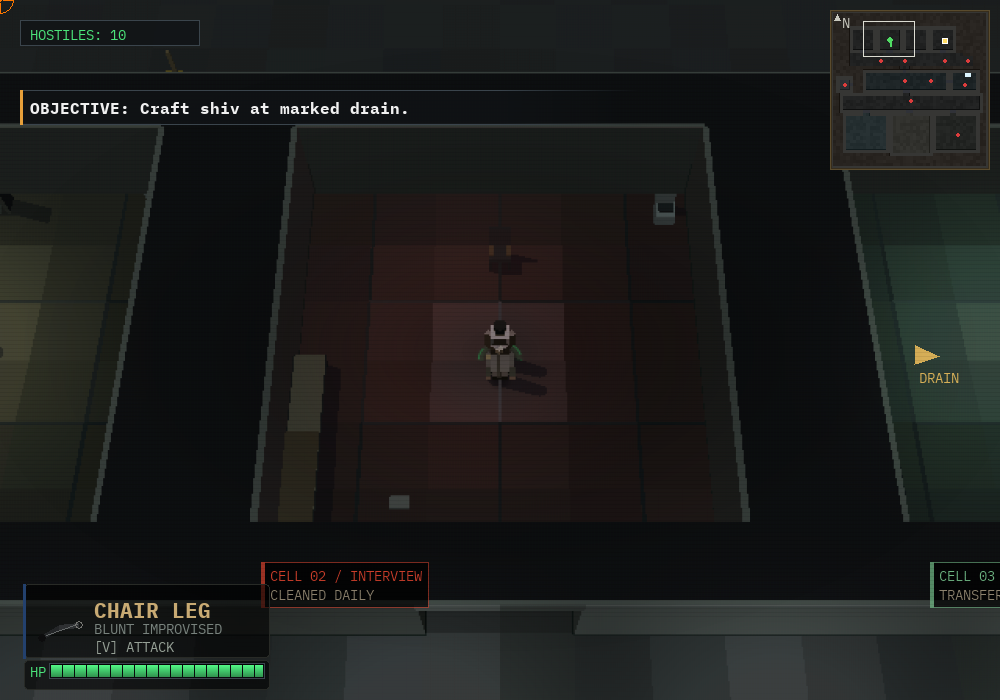 HOSTILES: 10
N
OBJECTIVE: Craft shiv at marked drain.
DRAIN
CELL 02 / INTERVIEW
CLEANED DAILY
CELL 03
TRANSFER
CHAIR LEG
BLUNT IMPROVISED
[V] ATTACK
HP